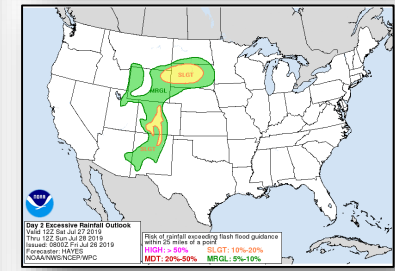 SLGT
MRGL
SLGT
NOAA
Day 2 Excessive Rainfall Outlook
Valid 12Z Sat Jul 27 2019
Thru 12Z Sun Jul 28 2019
Issued: 0800Z Fri Jul 26 2019
Forecaster: HAYES
NOAA/NWS/NCEP/WPC
Risk of rainfall exceeding flash flood guidance
within 25 miles of a point
HIGH: > 50% SLGT: 10%-20%
MDT: 20%-50% MRGL: 5%-10%